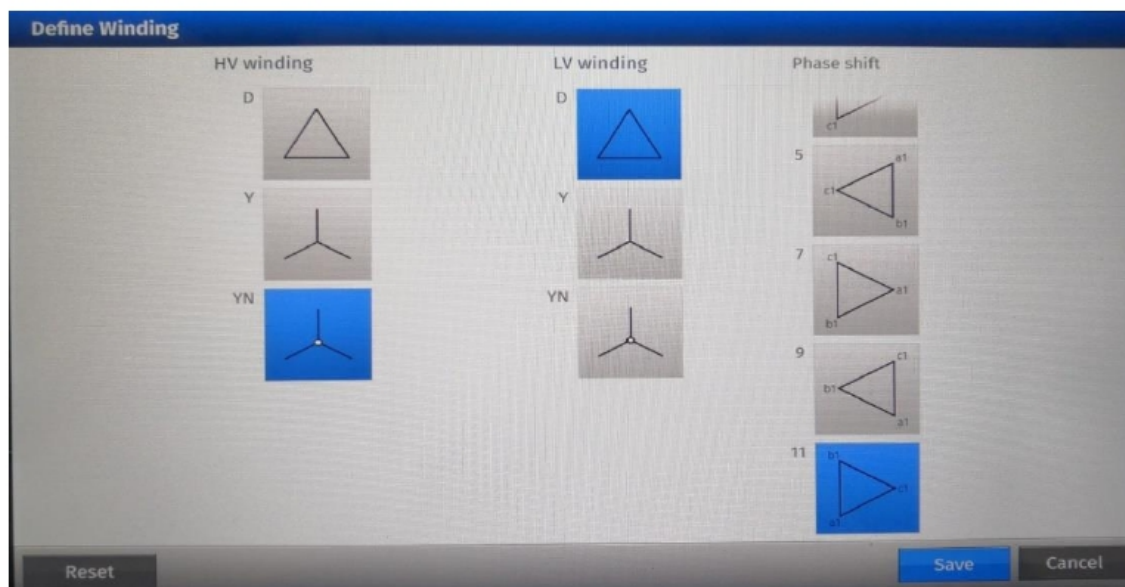 Define Winding
HV winding
LV winding
Phase shift
D
D
c1
5
a1
c1
b1
Y
Y
7
c1
a1
b1
YN
YN
9
c1
b1
a1
11
b1
c1
a1
Reset
Save
Cancel